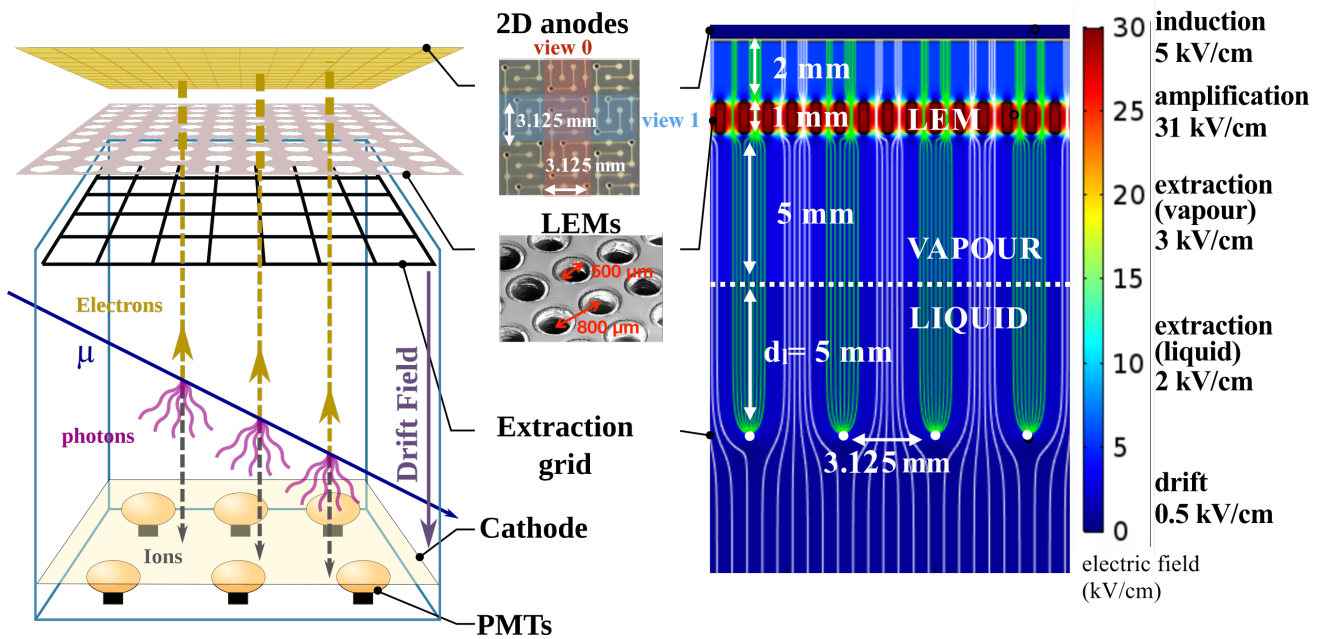 2D anodes
view 0
3.125 mm
view 1
3.125 mm
LEMs
500 µm
800 µm
Electrons
µ
photons
Drift Field
Ions
Extraction
grid
Cathode
PMTs
2 mm
1 mm
LEM
5 mm
VAPOUR
LIQUID
dl= 5 mm
3.125 mm
30
25
20
15
10
5
0
electric field
(kV/cm)
induction
5 kV/cm
amplification
31 kV/cm
extraction
(vapour)
3 kV/cm
extraction
(liquid)
2 kV/cm
drift
0.5 kV/cm